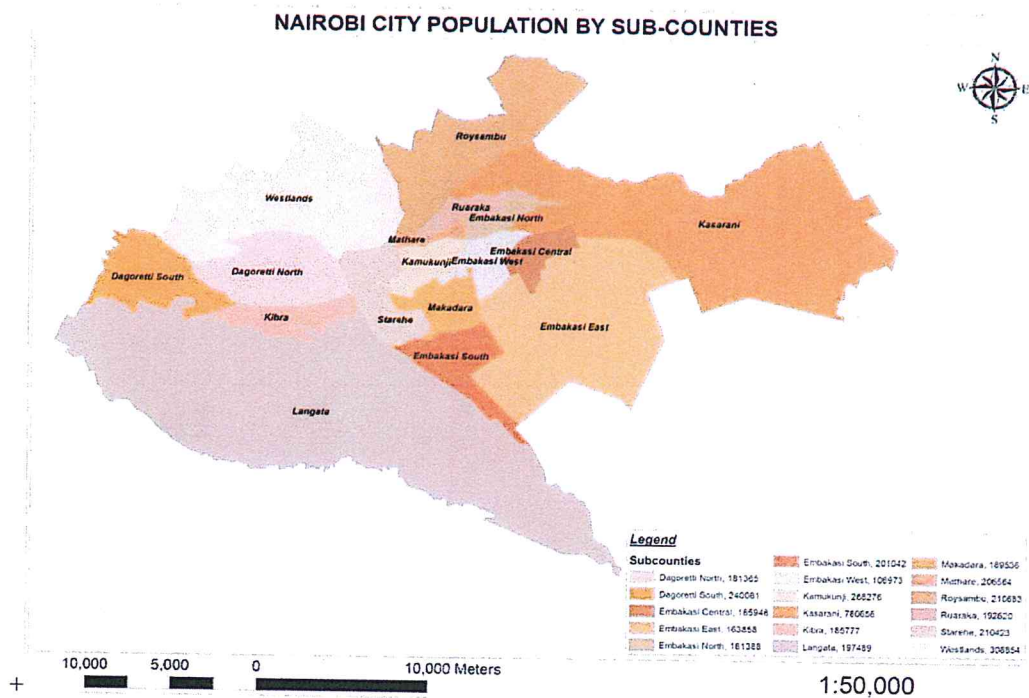 NAIROBI CITY POPULATION BY SUB-COUNTIES
N
W E
S
Roysambu
Westlands
Ruaraka
Embakasi North
Kasarani
Mathare
Embakasi Central
Kamukunji
Embakasi West
Dagoretti South
Dagoretti North
Makadara
Kibra
Starehe
Embakasi East
Embakasi South
Langata
Legend
Subcounties
Dagoretti North, 181365
Dagoretti South, 240081
Embakasi Central, 165946
Embakasi East, 163858
Embakasi North, 181388
Embakasi South, 201042
Embakasi West,
Kamukunji, 268276
Kasarani, 780656
Kibra, 185777
Langata, 197489
Makadara, 189536
Mathare, 206564
Roysambu,
Ruaraka, 192620
Starehe, 210423
Westlands,
10,000 5,000 0 10,000 Meters
1:50,000